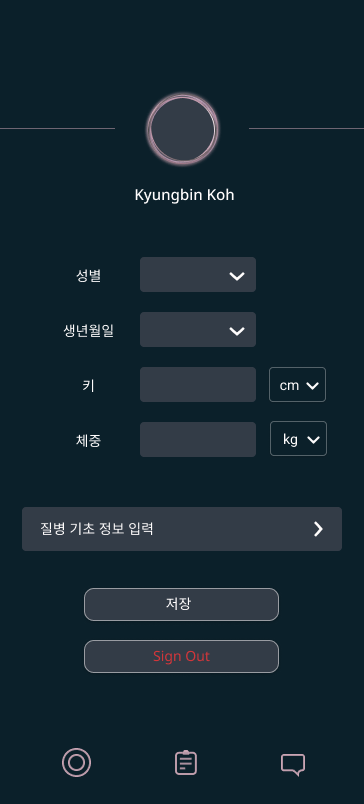 Kyungbin Koh
성별
생년월일
키
cm
체중
kg
질병 기초 정보 입력
저장
Sign Out